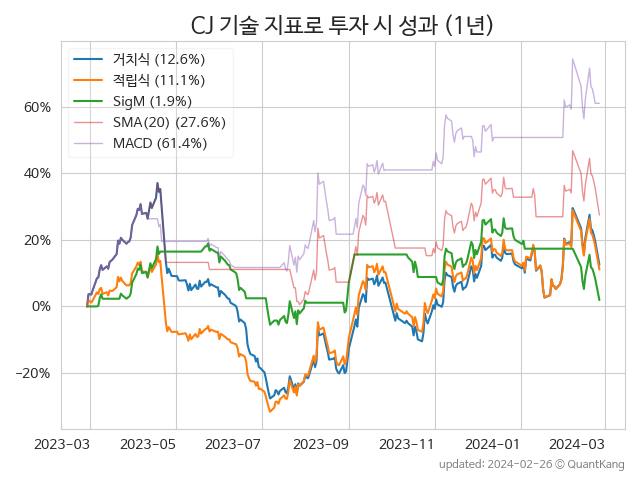 CJ 기술 지표로 투자 시 성과 (1년)
거치식 (12.6%)
적립식 (11.1%)
SigM (1.9%)
SMA(20) (27.6%)
MACD (61.4%)
60%
40%
20%
0%
−20%
2023-03 2023-05 2023-07 2023-09 2023-11 2024-01 2024-03
updated: 2024-02-26 ⓒ QuantKang